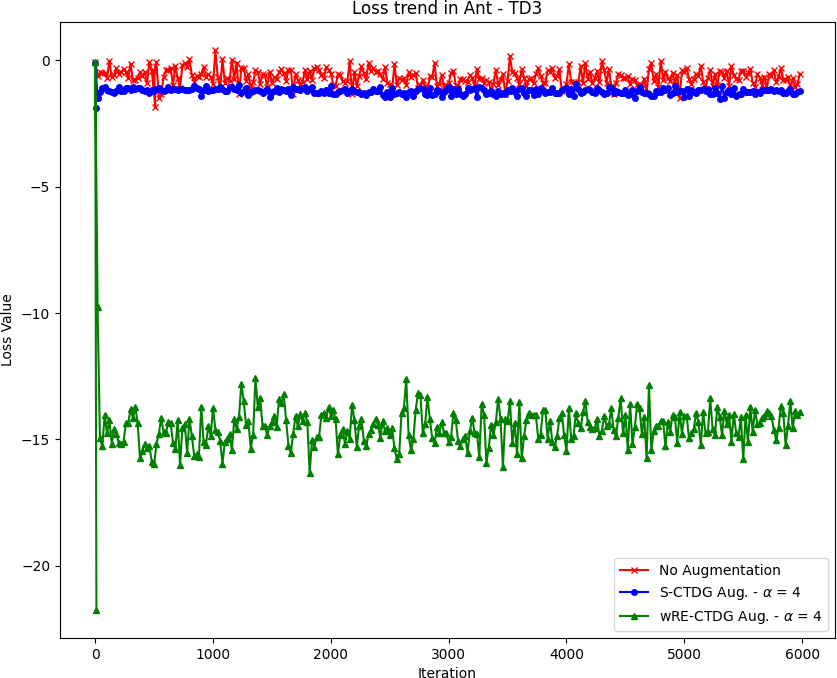 Loss trend in Ant - TD3
0
−5
−10
−15
−20
Loss Value
0 1000 2000 3000 4000 5000 6000
Iteration
No Augmentation
S-CTDG Aug. - α = 4
wRE-CTDG Aug. - α = 4